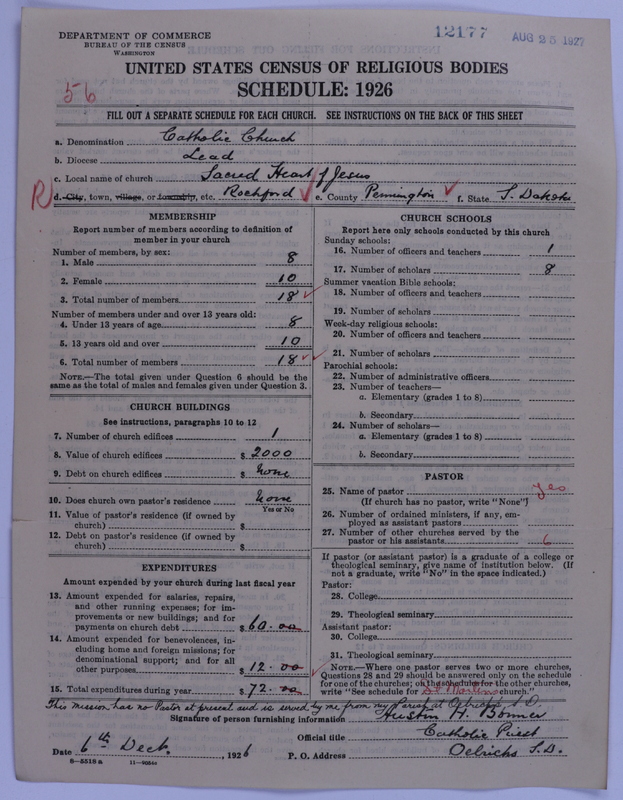 12177
AUG 25 1927
DEPARTMENT OF COMMERCE
BUREAU OF THE CENSUS
WASHINGTON
UNITED STATES CENSUS OF RELIGIOUS BODIES
56
SCHEDULE: 1926
FILL OUT A SEPARATE SCHEDULE FOR EACH CHURCH. SEE INSTRUCTIONS ON THE BACK OF THIS SHEET
a. Denomination Catholic Church
b. Diocese Lead
c. Local name of church Sacred Heart of Jesus
R d. City, town, village, or township, etc. Rockford e. County Pennington f. State S. Dakota
MEMBERSHIP
Report number of members according to definition of
member in your church
Number of members, by sex:
1. Male 8
2. Female 10
3. Total number of members 18
Number of members under and over 13 years old:
4. Under 13 years of age 8
5. 13 years old and over 10
6. Total number of members 18
NOTE.—The total given under Question 6 should be the
same as the total of males and females given under Question 3.
CHURCH BUILDINGS
See instructions, paragraphs 10 to 12
7. Number of church edifices 1
8. Value of church edifices $ 2000
9. Debt on church edifices $ None
10. Does church own pastor's residence None
Yes or No
11. Value of pastor's residence (if owned by
church) $
12. Debt on pastor's residence (if owned by
church) $
EXPENDITURES
Amount expended by your church during last fiscal year
13. Amount expended for salaries, repairs,
and other running expenses; for im-
provements or new buildings; and for
payments on church debt $ 60.00
14. Amount expended for benevolences, in-
cluding home and foreign missions; for
denominational support; and for all
other purposes $ 12.00
15. Total expenditures during year $ 72.00
CHURCH SCHOOLS
Report here only schools conducted by this church
Sunday schools:
16. Number of officers and teachers 1
17. Number of scholars 8
Summer vacation Bible schools:
18. Number of officers and teachers
19. Number of scholars
Week-day religious schools:
20. Number of officers and teachers
21. Number of scholars
Parochial schools:
22. Number of administrative officers
23. Number of teachers—
a. Elementary (grades 1 to 8)
b. Secondary
24. Number of scholars—
a. Elementary (grades 1 to 8)
b. Secondary
PASTOR
25. Name of pastor yes
(If church has no pastor, write "None")
26. Number of ordained ministers, if any, em-
ployed as assistant pastors
27. Number of other churches served by the
pastor or his assistants 6
If pastor (or assistant pastor) is a graduate of a college or
theological seminary, give name of institution below. (If
not a graduate, write "No" in the space indicated.)
Pastor:
28. College
29. Theological seminary
Assistant pastor:
30. College
31. Theological seminary
NOTE.—Where one pastor serves two or more churches,
Questions 28 and 29 should be answered only on the schedule
for one of the churches; on the schedules for the other churches,
write "See schedule for St Martins church."
This mission has no Pastor at present and is served by me from my Parish at Oelrichs S.D.
Signature of person furnishing information H. Bonner
Official title Catholic Priest
Date 6th Dect., 1926 P. O. Address Oelrichs S.D.
8—5518 a